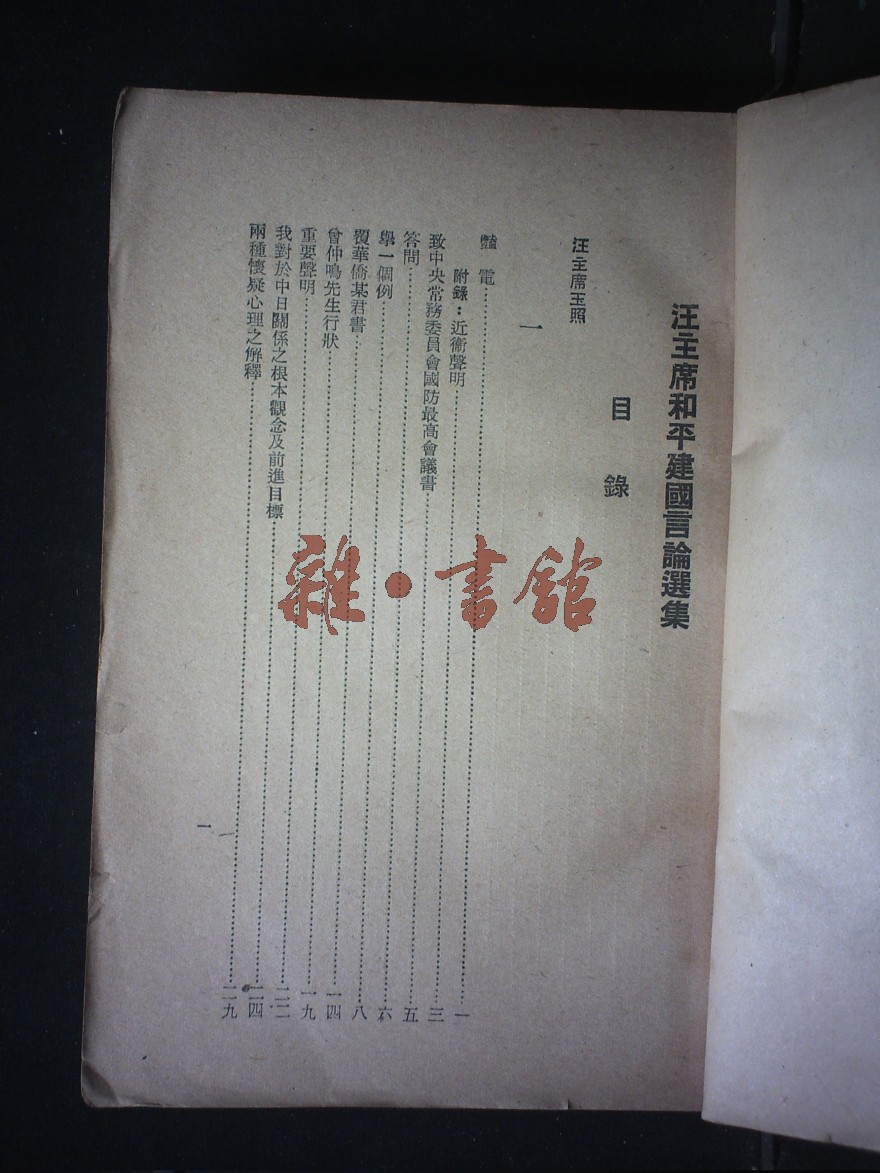 汪主席和平建國言論選集
目錄
汪主席玉照
一
豔電……一
附錄：近衞聲明……三
致中央常務委員會國防最高會議書……五
答問……六
舉一個例……八
覆華僑某君書……一四
曾仲鳴先生行狀……一九
重要聲明……二二
我對於中日關係之根本觀念及前進目標……二四
兩種懷疑心理之解釋……二九
一
雜·書館